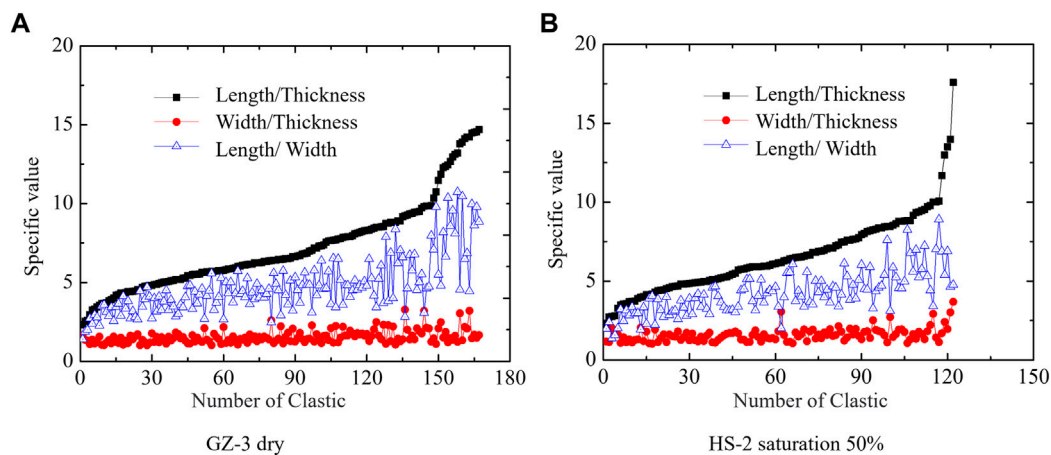 A
20
15
10
5
0
Specific value
Length/Thickness
Width/Thickness
Length/ Width
0 30 60 90 120 150 180
Number of Clastic
GZ-3 dry
B
20
15
10
5
0
Specific value
Length/Thickness
Width/Thickness
Length/ Width
0 30 60 90 120 150
Number of Clastic
HS-2 saturation 50%